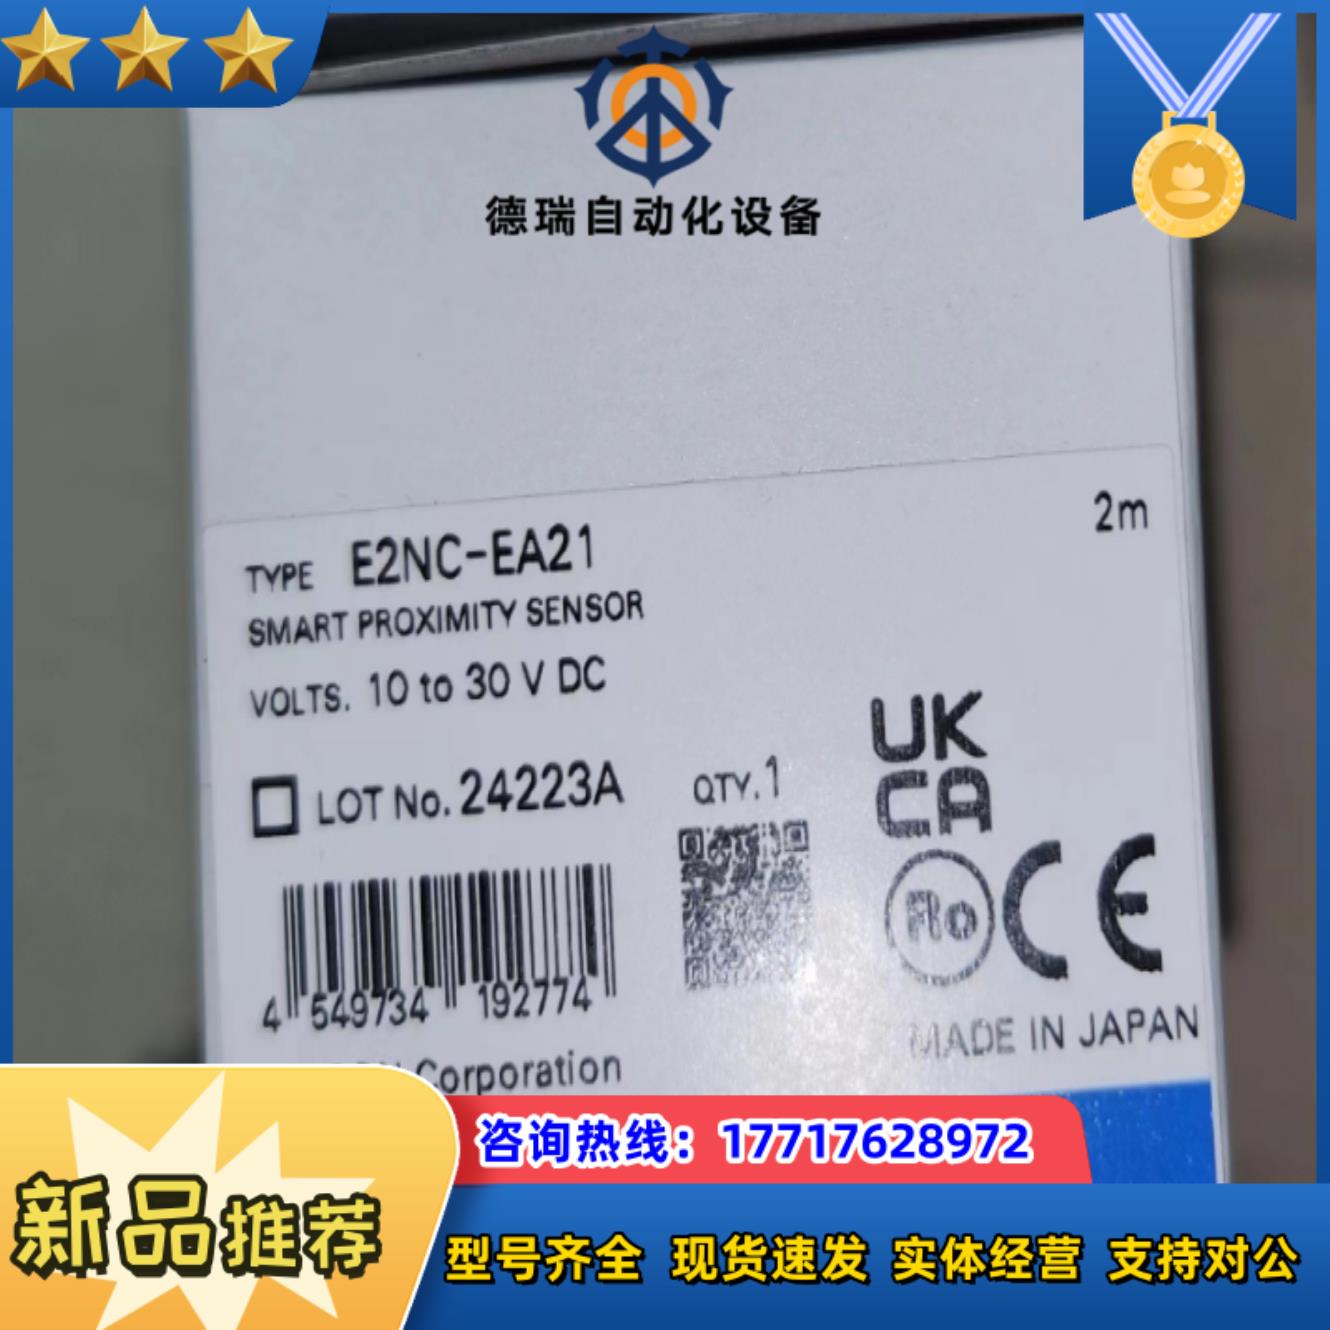 德瑞自动化设备
2m
TYPE E2NC-EA21
SMART PROXIMITY SENSOR
VOLTS. 10 to 30 V DC
LOT No. 24223A
QTY. 1
UK
CA
4 549734 192774
CE
MADE IN JAPAN
Corporation
咨询热线：17717628972
新品推荐
型号齐全 现货速发 实体经营 支持对公